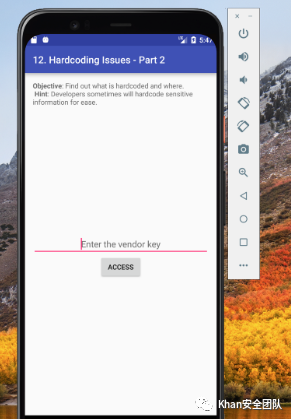 5:47
12. Hardcoding Issues - Part 2
Objective: Find out what is hardcoded and where.
Hint: Developers sometimes will hardcode sensitive
information for ease.
Enter the vendor key
ACCESS
Khan安全团队